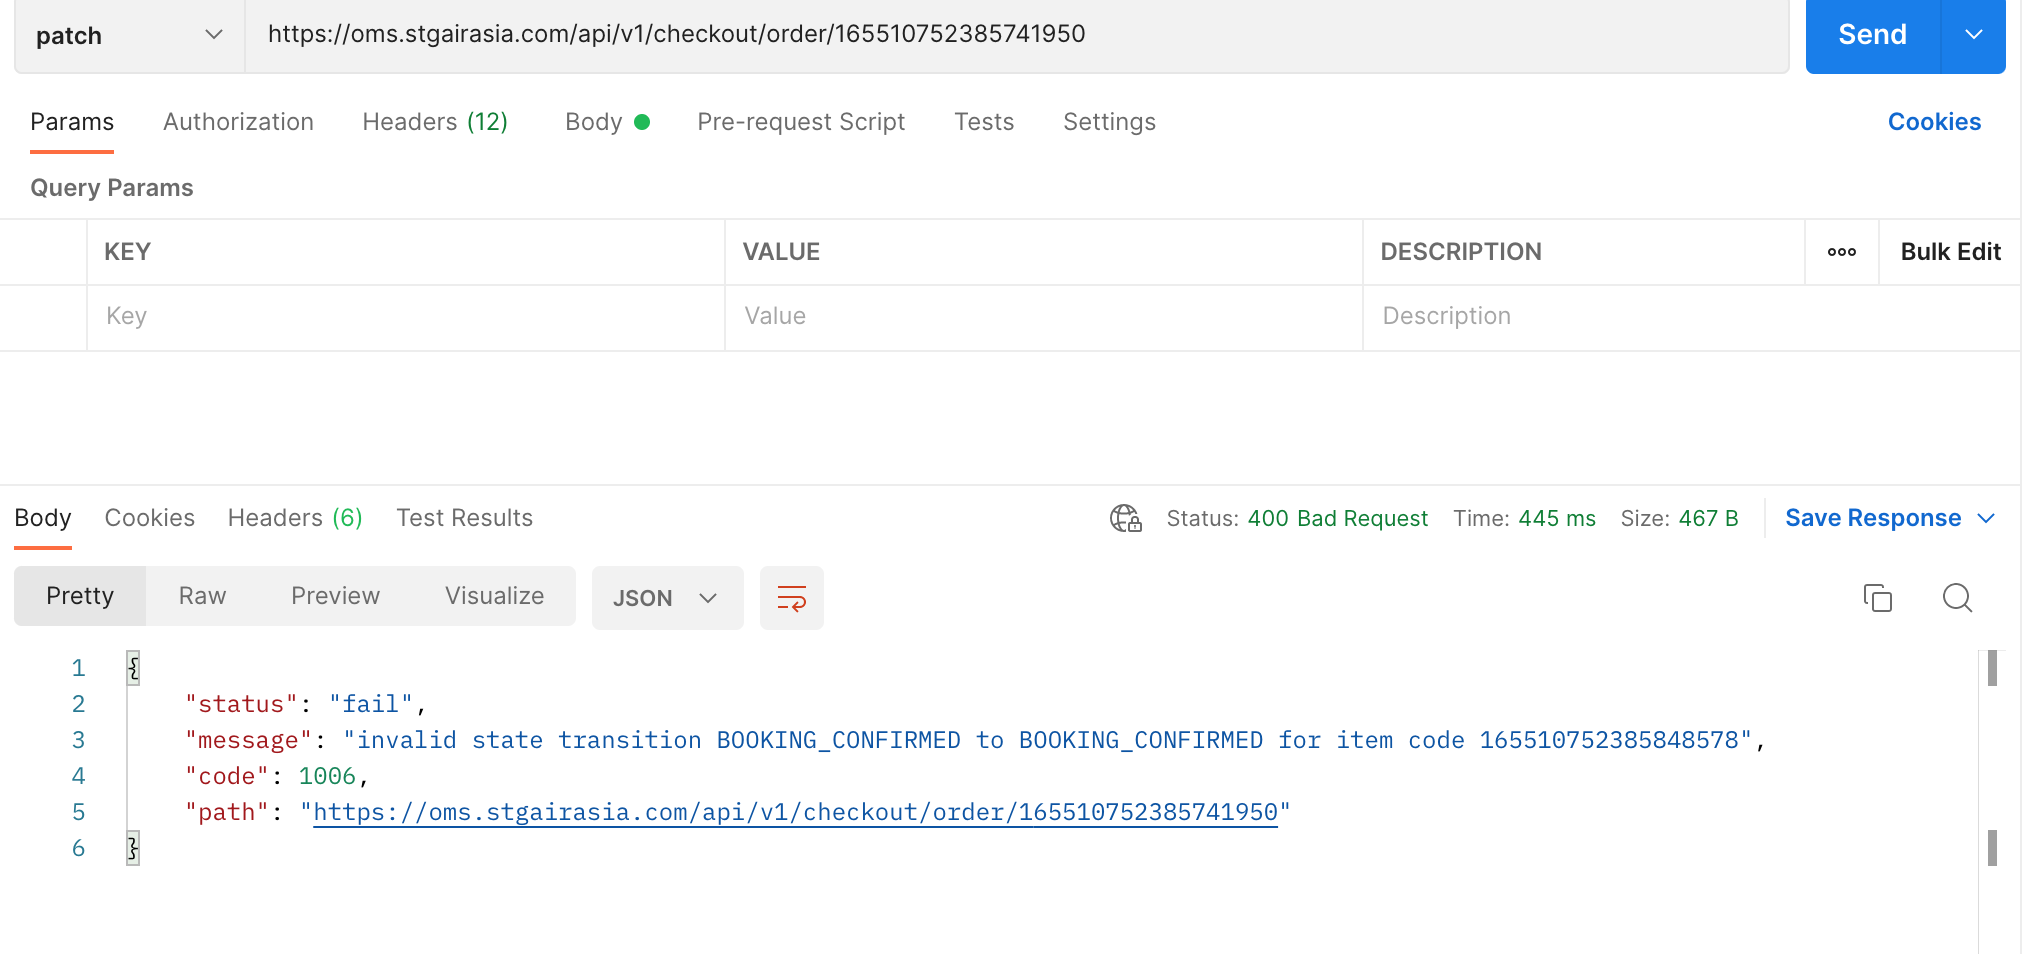 patch
https://oms.stgairasia.com/api/v1/checkout/order/165510752385741950
Send
Params
Authorization
Headers (12)
Body
Pre-request Script
Tests
Settings
Cookies
Query Params
KEY
VALUE
DESCRIPTION
Bulk Edit
Key
Value
Description
Body
Cookies
Headers (6)
Test Results
Status: 400 Bad Request
Time: 445 ms
Size: 467 B
Save Response
Pretty
Raw
Preview
Visualize
JSON
1 {
2 "status": "fail",
3 "message": "invalid state transition BOOKING_CONFIRMED to BOOKING_CONFIRMED for item code 165510752385848578",
4 "code": 1006,
5 "path": "https://oms.stgairasia.com/api/v1/checkout/order/165510752385741950"
6 }